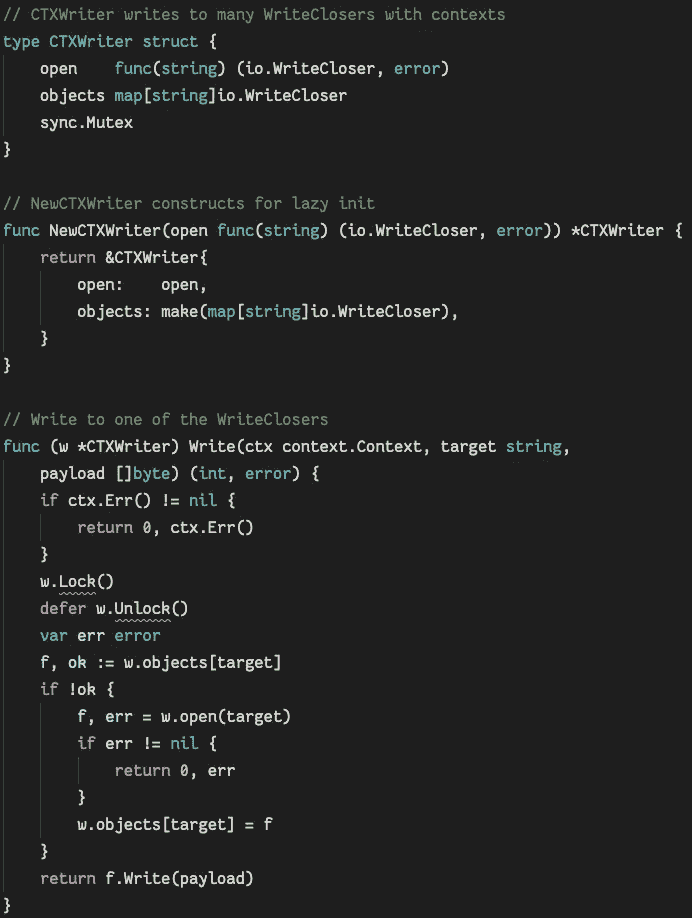 // CTXWriter writes to many WriteClosers with contexts
type CTXWriter struct {
    open    func(string) (io.WriteCloser, error)
    objects map[string]io.WriteCloser
    sync.Mutex
}

// NewCTXWriter constructs for lazy init
func NewCTXWriter(open func(string) (io.WriteCloser, error)) *CTXWriter {
    return &CTXWriter{
        open:    open,
        objects: make(map[string]io.WriteCloser),
    }
}

// Write to one of the WriteClosers
func (w *CTXWriter) Write(ctx context.Context, target string,
    payload []byte) (int, error) {
    if ctx.Err() != nil {
        return 0, ctx.Err()
    }
    w.Lock()
    defer w.Unlock()
    var err error
    f, ok := w.objects[target]
    if !ok {
        f, err = w.open(target)
        if err != nil {
            return 0, err
        }
        w.objects[target] = f
    }
    return f.Write(payload)
}